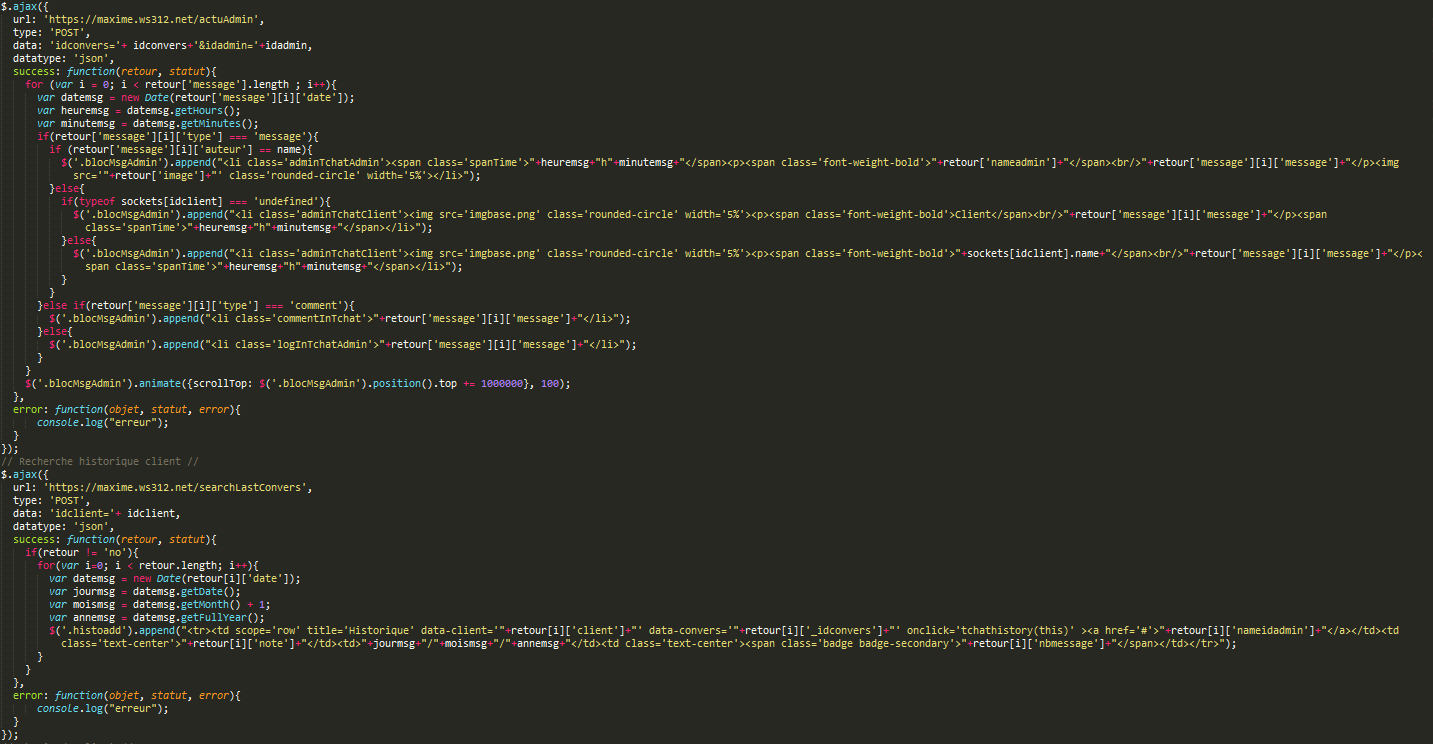 $.ajax({
url: 'https://maxime.ws312.net/actuAdmin',
type: 'POST',
data: 'idconvers='+ idconvers+'&idadmin='+idadmin,
datatype: 'json',
success: function(retour, statut){
for (var i = 0; i < retour['message'].length ; i++){
var datemsg = new Date(retour['message'][i]['date']);
var heuremsg = datemsg.getHours();
var minutemsg = datemsg.getMinutes();
if(retour['message'][i]['type'] === 'message'){
if (retour['message'][i]['auteur'] == name){
$('.blocMsgAdmin').append("<li class='adminTchatAdmin'><span class='spanTime'>"+heuremsg+"h"+minutemsg+"</span><p><span class='font-weight-bold'>"+retour['nameadmin']+"</span><br/>"+retour['message'][i]['message']+"</p><img
src='"+retour['image']+"' class='rounded-circle' width='5%'></li>");
}else{
if(typeof sockets[idclient] === 'undefined'){
$('.blocMsgAdmin').append("<li class='adminTchatClient'><img src='imgbase.png' class='rounded-circle' width='5%'><p><span class='font-weight-bold'>Client</span><br/>"+retour['message'][i]['message']+"</p><span
class='spanTime'>"+heuremsg+"h"+minutemsg+"</span></li>");
}else{
$('.blocMsgAdmin').append("<li class='adminTchatClient'><img src='imgbase.png' class='rounded-circle' width='5%'><p><span class='font-weight-bold'>"+sockets[idclient].name+"</span><br/>"+retour['message'][i]['message']+"</p><
span class='spanTime'>"+heuremsg+"h"+minutemsg+"</span></li>");
}
}
}else if(retour['message'][i]['type'] === 'comment'){
$('.blocMsgAdmin').append("<li class='commentInTchat'>"+retour['message'][i]['message']+"</li>");
}else{
$('.blocMsgAdmin').append("<li class='logInTchatAdmin'>"+retour['message'][i]['message']+"</li>");
}
}
$('.blocMsgAdmin').animate({scrollTop: $('.blocMsgAdmin').position().top += 1000000}, 100);
},
error: function(objet, statut, error){
console.log("erreur");
}
});
// Recherche historique client //
$.ajax({
url: 'https://maxime.ws312.net/searchLastConvers',
type: 'POST',
data: 'idclient='+ idclient,
datatype: 'json',
success: function(retour, statut){
if(retour != 'no'){
for(var i=0; i < retour.length; i++){
var datemsg = new Date(retour[i]['date']);
var jourmsg = datemsg.getDate();
var moismsg = datemsg.getMonth() + 1;
var annemsg = datemsg.getFullYear();
$('.histoadd').append("<tr><td scope='row' title='Historique' data-client='"+retour[i]['client']+"' data-convers='"+retour[i]['_idconvers']+"' onclick='tchathistory(this)' ><a href='#'>"+retour[i]['nameidadmin']+"</a></td><td
class='text-center'>"+retour[i]['note']+"</td><td>"+jourmsg+"/"+moismsg+"/"+annemsg+"</td><td class='text-center'><span class='badge badge-secondary'>"+retour[i]['nbmessage']+"</span></td></tr>");
}
}
},
error: function(objet, statut, error){
console.log("erreur");
}
});